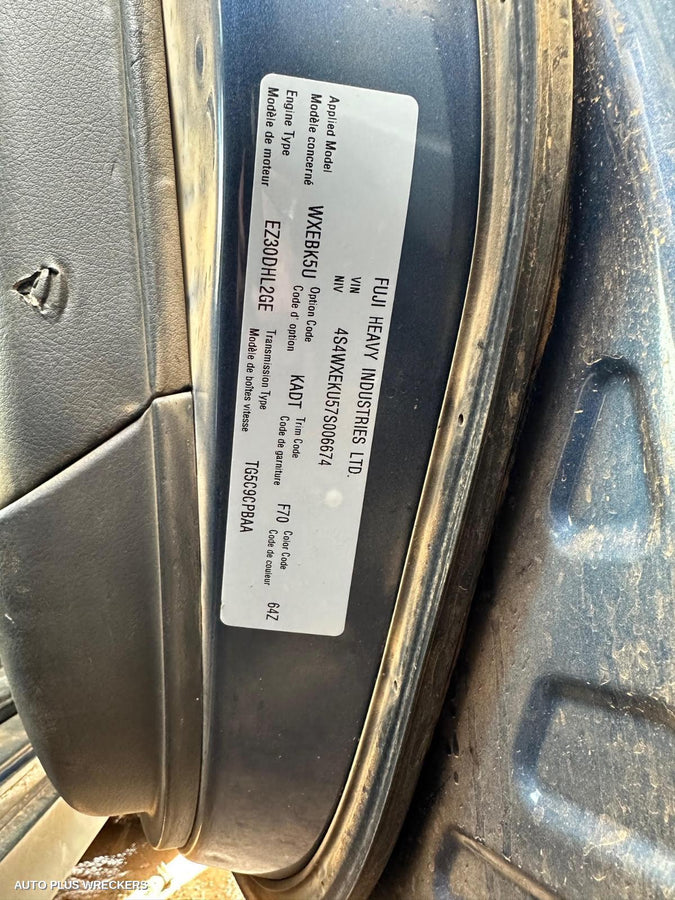 FUJI HEAVY INDUSTRIES LTD.
VIN
NIV 4S4WXEKU57S006674
Applied Model
Modèle concerné WXEBK5U Option Code
Code d' option KADT Trim Code
Code de garniture F70 Color Code
Code de couleur 64Z
Engine Type
Modèle de moteur EZ30DHL2GE Transmission Type
Modèle de boîtes vitesse TG5C9CPBAA
AUTO PLUS WRECKERS